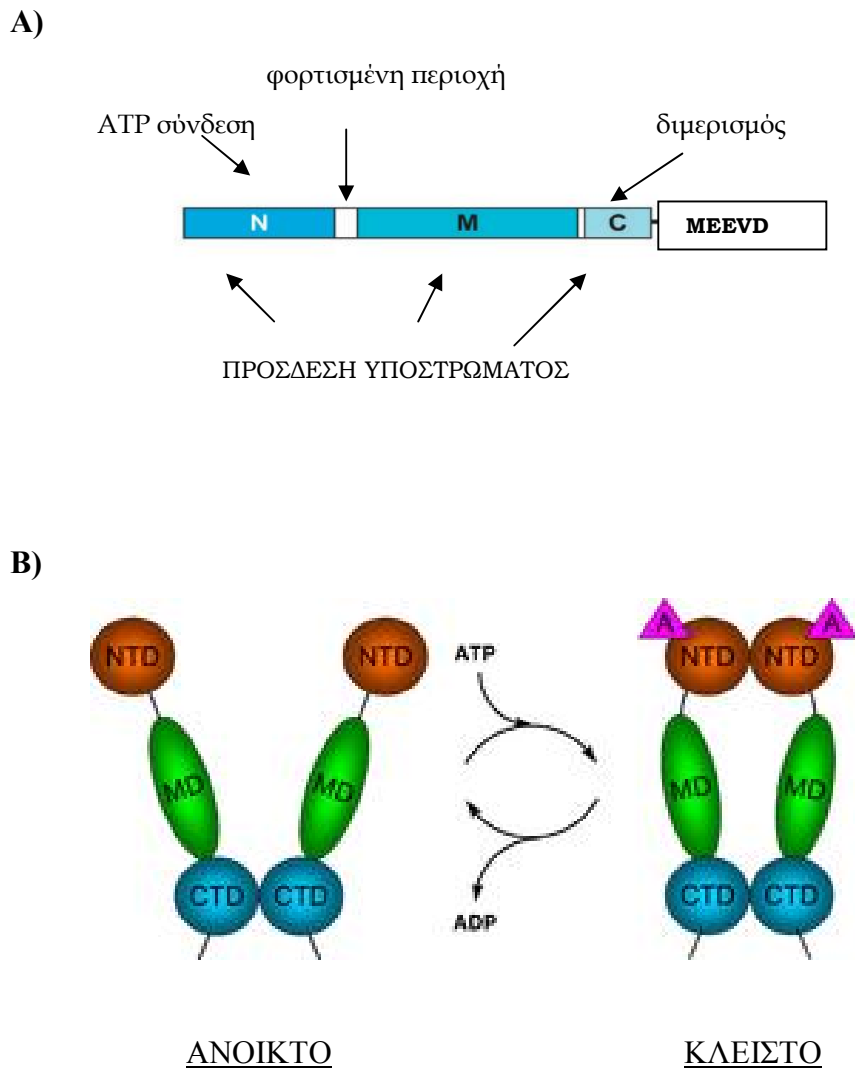 A)
φορτισμένη περιοχή
ATP σύνδεση
διμερισμός
N
M
C
MEEVD
ΠΡΟΣΔΕΣΗ ΥΠΟΣΤΡΩΜΑΤΟΣ
B)
NTD NTD
ATP
A A
NTD NTD
MD MD
MD MD
CTD CTD
ADP
CTD CTD
ΑΝΟΙΚΤΟ
ΚΛΕΙΣΤΟ